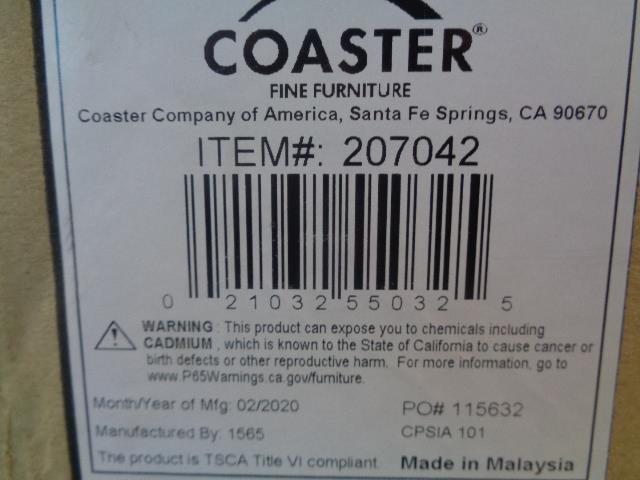 COASTER®
FINE FURNITURE
Coaster Company of America, Santa Fe Springs, CA 90670
ITEM#: 207042
0 21032 55032 5
WARNING : This product can expose you to chemicals including
CADMIUM , which is known to the State of California to cause cancer or
birth defects or other reproductive harm. For more information, go to
www.P65Warnings.ca.gov/furniture.
Month/Year of Mfg: 02/2020 PO# 115632
Manufactured By: 1565 CPSIA 101
The product is TSCA Title VI compliant. Made in Malaysia